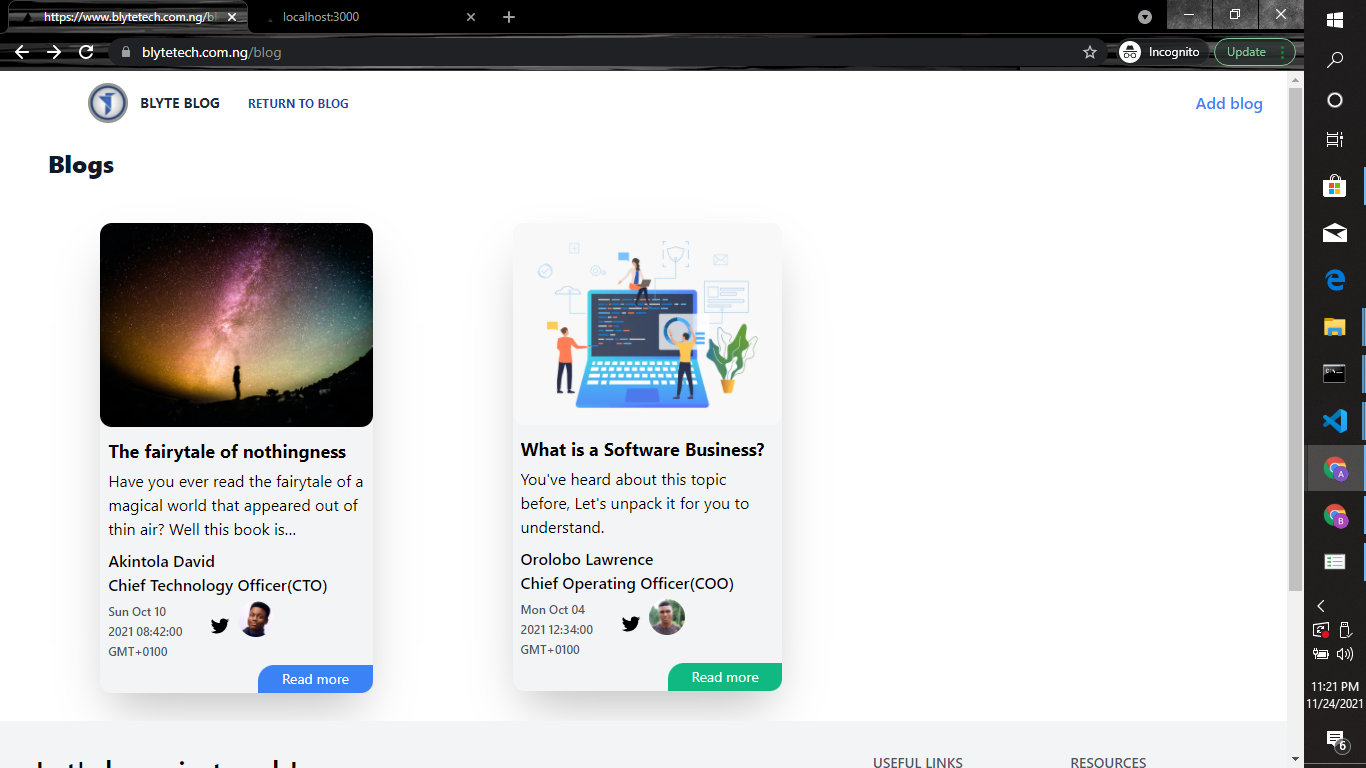 https://www.blytetech.com.ng/bl
localhost:3000
blytetech.com.ng/blog
Incognito
Update
BLYTE BLOG
RETURN TO BLOG
Add blog
Blogs
The fairytale of nothingness
Have you ever read the fairytale of a
magical world that appeared out of
thin air? Well this book is...
Akintola David
Chief Technology Officer(CTO)
Sun Oct 10
2021 08:42:00
GMT+0100
Read more
What is a Software Business?
You've heard about this topic
before, Let's unpack it for you to
understand.
Orolobo Lawrence
Chief Operating Officer(COO)
Mon Oct 04
2021 12:34:00
GMT+0100
Read more
USEFUL LINKS
RESOURCES
A
B
11:21 PM
11/24/2021
6